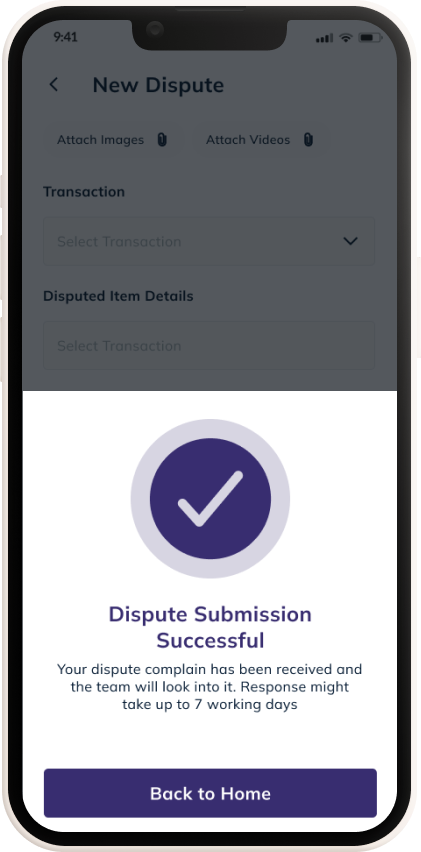 9:41
New Dispute
Attach Images
Attach Videos
Transaction
Select Transaction
Disputed Item Details
Select Transaction
Dispute Submission
Successful
Your dispute complain has been received and
the team will look into it. Response might
take up to 7 working days
Back to Home